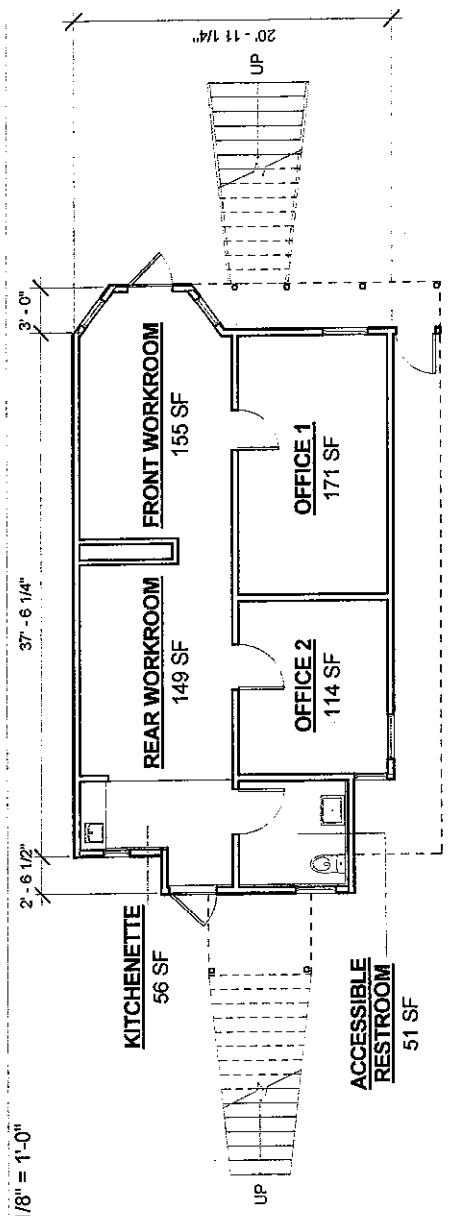 1/8" = 1'-0"
2' - 6 1/2"
37' - 6 1/4"
3' - 0"
20' - 11 1/4"
KITCHENETTE
56 SF
REAR WORKROOM
149 SF
FRONT WORKROOM
155 SF
OFFICE 2
114 SF
OFFICE 1
171 SF
ACCESSIBLE
RESTROOM
51 SF
UP
UP